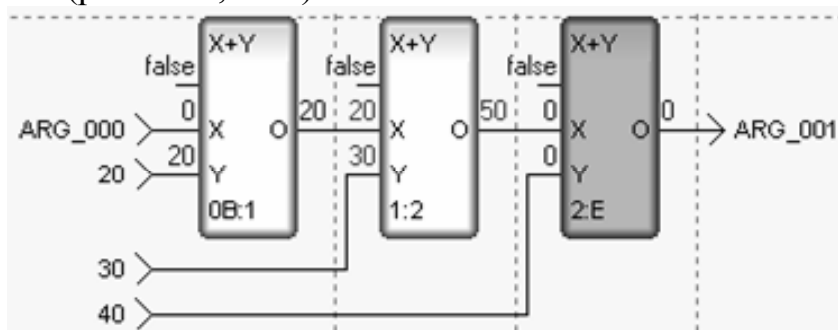 X+Y X+Y X+Y
false false false
0 20 20 50 0 0
ARG_000 X O X O X O ARG_001
20 20 Y 30 Y 0 Y
0B:1 1:2 2:E
30
40